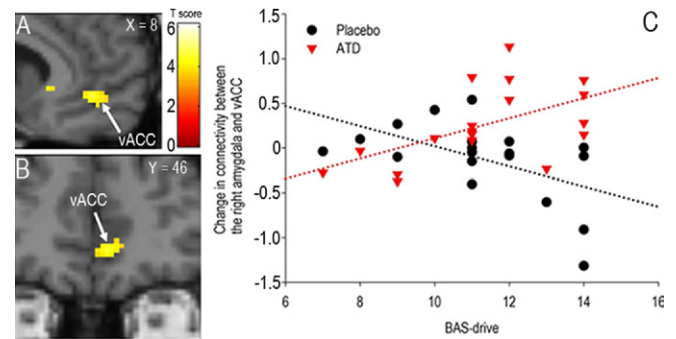 A
X = 8
T score
6
4
2
0
vACC
B
Y = 46
vACC
C
Placebo
ATD
Change in connectivity between
the right amygdala and vACC
1.5
1.0
0.5
0
-0.5
-1.0
-1.5
6
8
10
12
14
16
BAS-drive